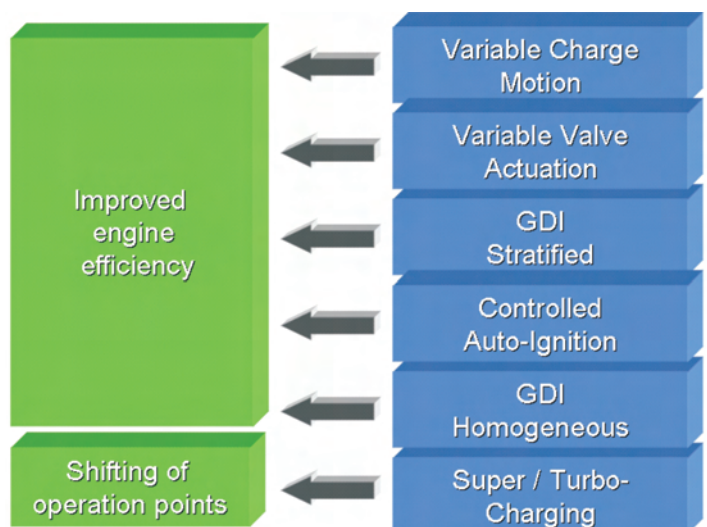 Improved
engine
efficiency
Shifting of
operation points
Variable Charge
Motion
Variable Valve
Actuation
GDI
Stratified
Controlled
Auto-Ignition
GDI
Homogeneous
Super / Turbo-
Charging